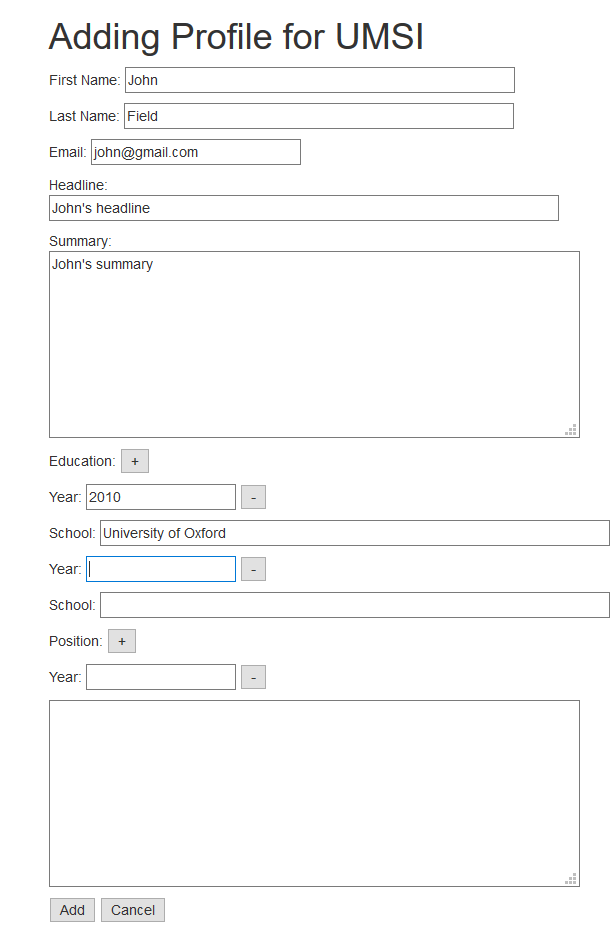 Adding Profile for UMSI
First Name: John
Last Name: Field
Email: john@gmail.com
Headline:
John's headline
Summary:
John's summary
Education: +
Year: 2010 -
School: University of Oxford
Year: -
School:
Position: +
Year: -
Add Cancel